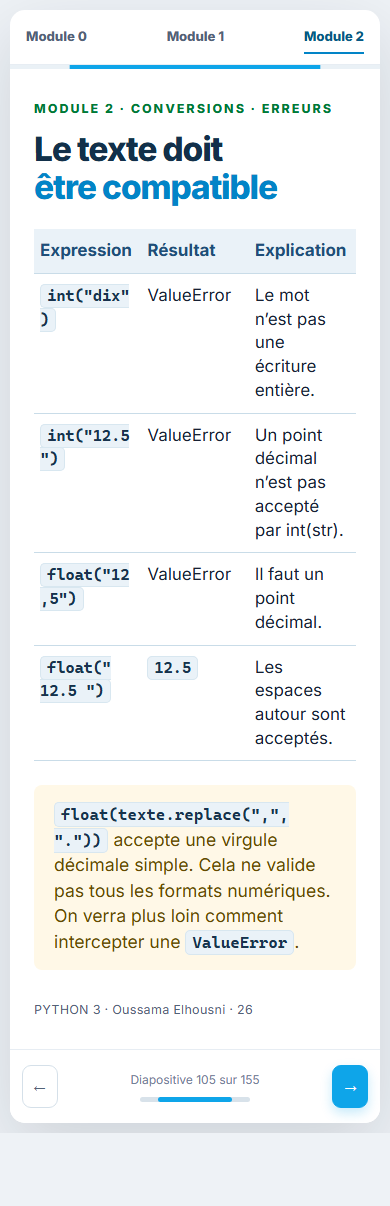 Module 0 Module 1 Module 2
MODULE 2 · CONVERSIONS · ERREURS
Le texte doit
être compatible
Expression Résultat Explication
int("dix") ValueError Le mot
n’est pas
une
écriture
entière.
int("12.5") ValueError Un point
décimal
n’est pas
accepté
par int(str).
float("12,5") ValueError Il faut un
point
décimal.
float(" 12.5 ") 12.5 Les
espaces
autour sont
acceptés.
float(texte.replace(",",
".")) accepte une virgule
décimale simple. Cela ne valide
pas tous les formats numériques.
On verra plus loin comment
intercepter une ValueError.
PYTHON 3 · Oussama Elhousni · 26
← Diapositive 105 sur 155 →